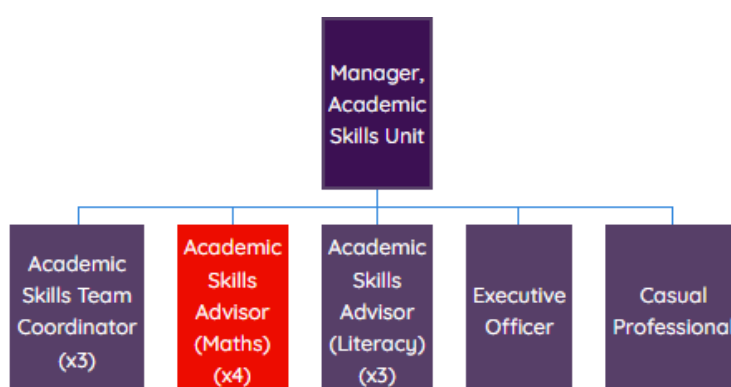 Manager,
Academic
Skills Unit
Academic
Skills Team
Coordinator
(x3)
Academic
Skills
Advisor
(Maths)
(x4)
Academic
Skills
Advisor
(Literacy)
(x3)
Executive
Officer
Casual
Professional